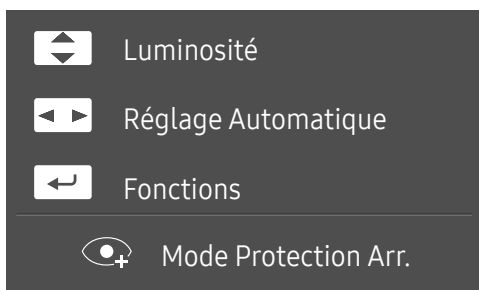 Luminosité
Réglage Automatique
Fonctions
Mode Protection Arr.